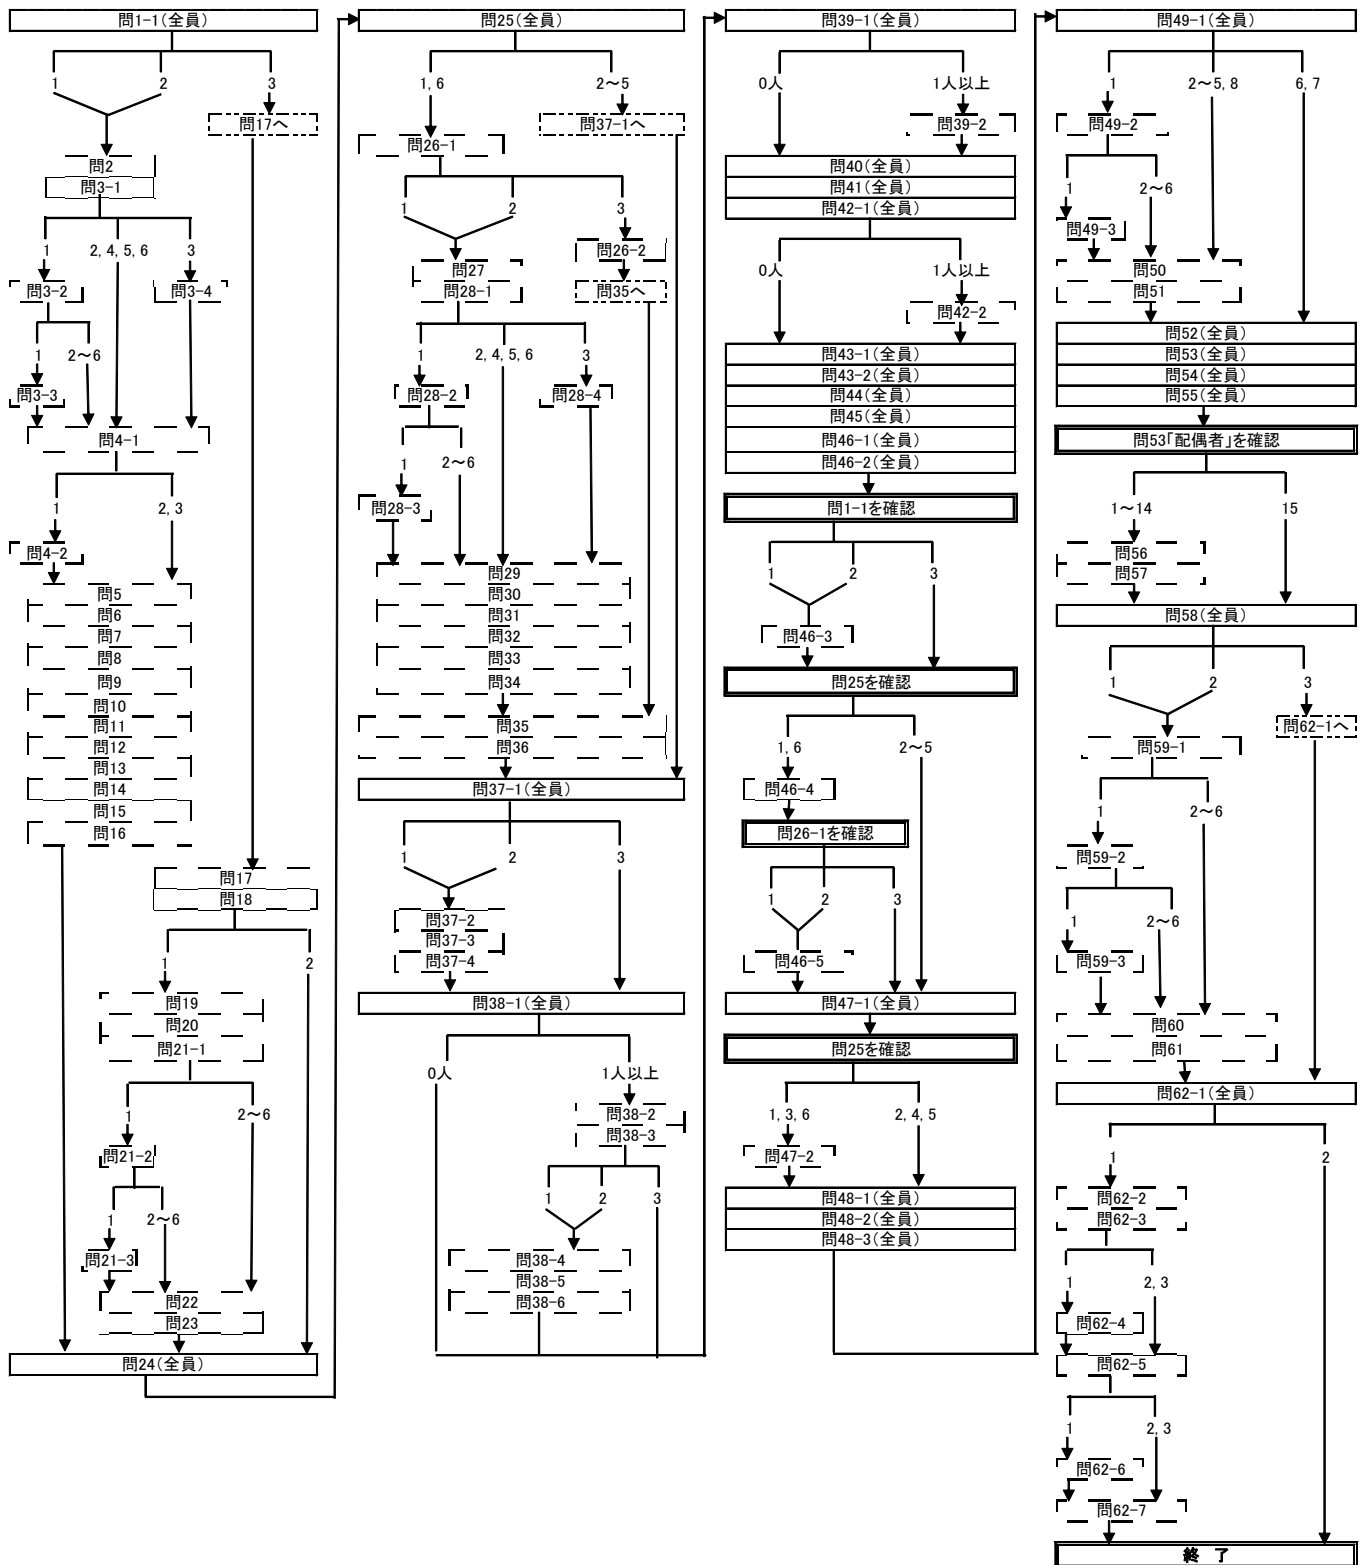 問1-1(全員)
1
2
3
問17へ
問2
問3-1
1
2, 4, 5, 6
3
問3-2
問3-4
1
2～6
問3-3
問4-1
1
2, 3
問4-2
問5
問6
問7
問8
問9
問10
問11
問12
問13
問14
問15
問16
問17
問18
1
2
問19
問20
問21-1
1
2～6
問21-2
1
2～6
問21-3
問22
問23
問24(全員)
問25(全員)
1, 6
2～5
問37-1へ
問26-1
1
2
3
問26-2
問27
問28-1
問35へ
1
2, 4, 5, 6
3
問28-2
問28-4
1
2～6
問28-3
問29
問30
問31
問32
問33
問34
問35
問36
問37-1(全員)
1
2
3
問37-2
問37-3
問37-4
問38-1(全員)
0人
1人以上
問38-2
問38-3
1
2
3
問38-4
問38-5
問38-6
問39-1(全員)
0人
1人以上
問39-2
問40(全員)
問41(全員)
問42-1(全員)
0人
1人以上
問42-2
問43-1(全員)
問43-2(全員)
問44(全員)
問45(全員)
問46-1(全員)
問46-2(全員)
問1-1を確認
1
2
3
問46-3
問25を確認
1, 6
2～5
問46-4
問26-1を確認
1
2
3
問46-5
問47-1(全員)
問25を確認
1, 3, 6
2, 4, 5
問47-2
問48-1(全員)
問48-2(全員)
問48-3(全員)
問49-1(全員)
1
2～5, 8
6, 7
問49-2
1
2～6
問49-3
問50
問51
問52(全員)
問53(全員)
問54(全員)
問55(全員)
問53「配偶者」を確認
1～14
15
問56
問57
問58(全員)
1
2
3
問62-1へ
問59-1
1
2～6
問59-2
1
2～6
問59-3
問60
問61
問62-1(全員)
1
2
問62-2
問62-3
1
2, 3
問62-4
問62-5
1
2, 3
問62-6
問62-7
終 了